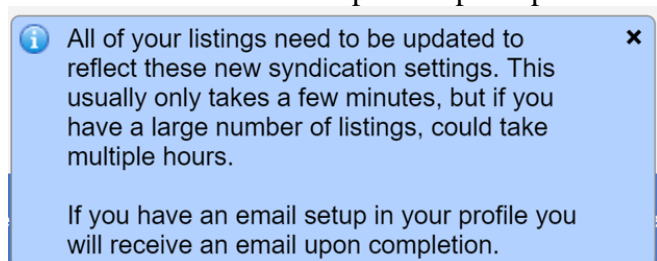 All of your listings need to be updated to
reflect these new syndication settings. This
usually only takes a few minutes, but if you
have a large number of listings, could take
multiple hours.
If you have an email setup in your profile you
will receive an email upon completion.